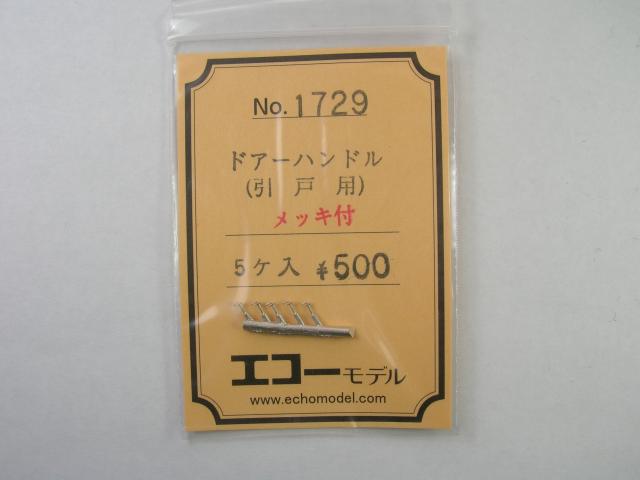 No. 1729
ドアーハンドル
(引戸用)
メッキ付
5ケ入 ¥500
エコーモデル
www.echomodel.com